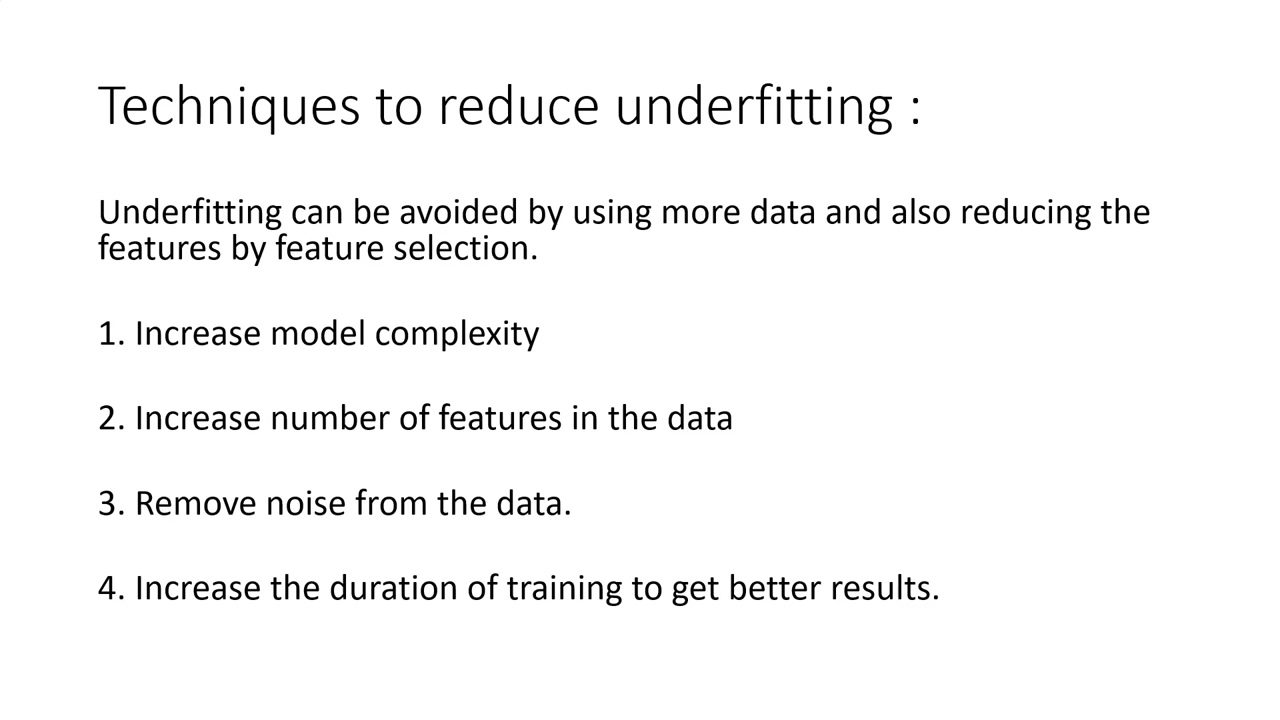 Techniques to reduce underfitting :
Underfitting can be avoided by using more data and also reducing the
features by feature selection.
1. Increase model complexity
2. Increase number of features in the data
3. Remove noise from the data.
4. Increase the duration of training to get better results.